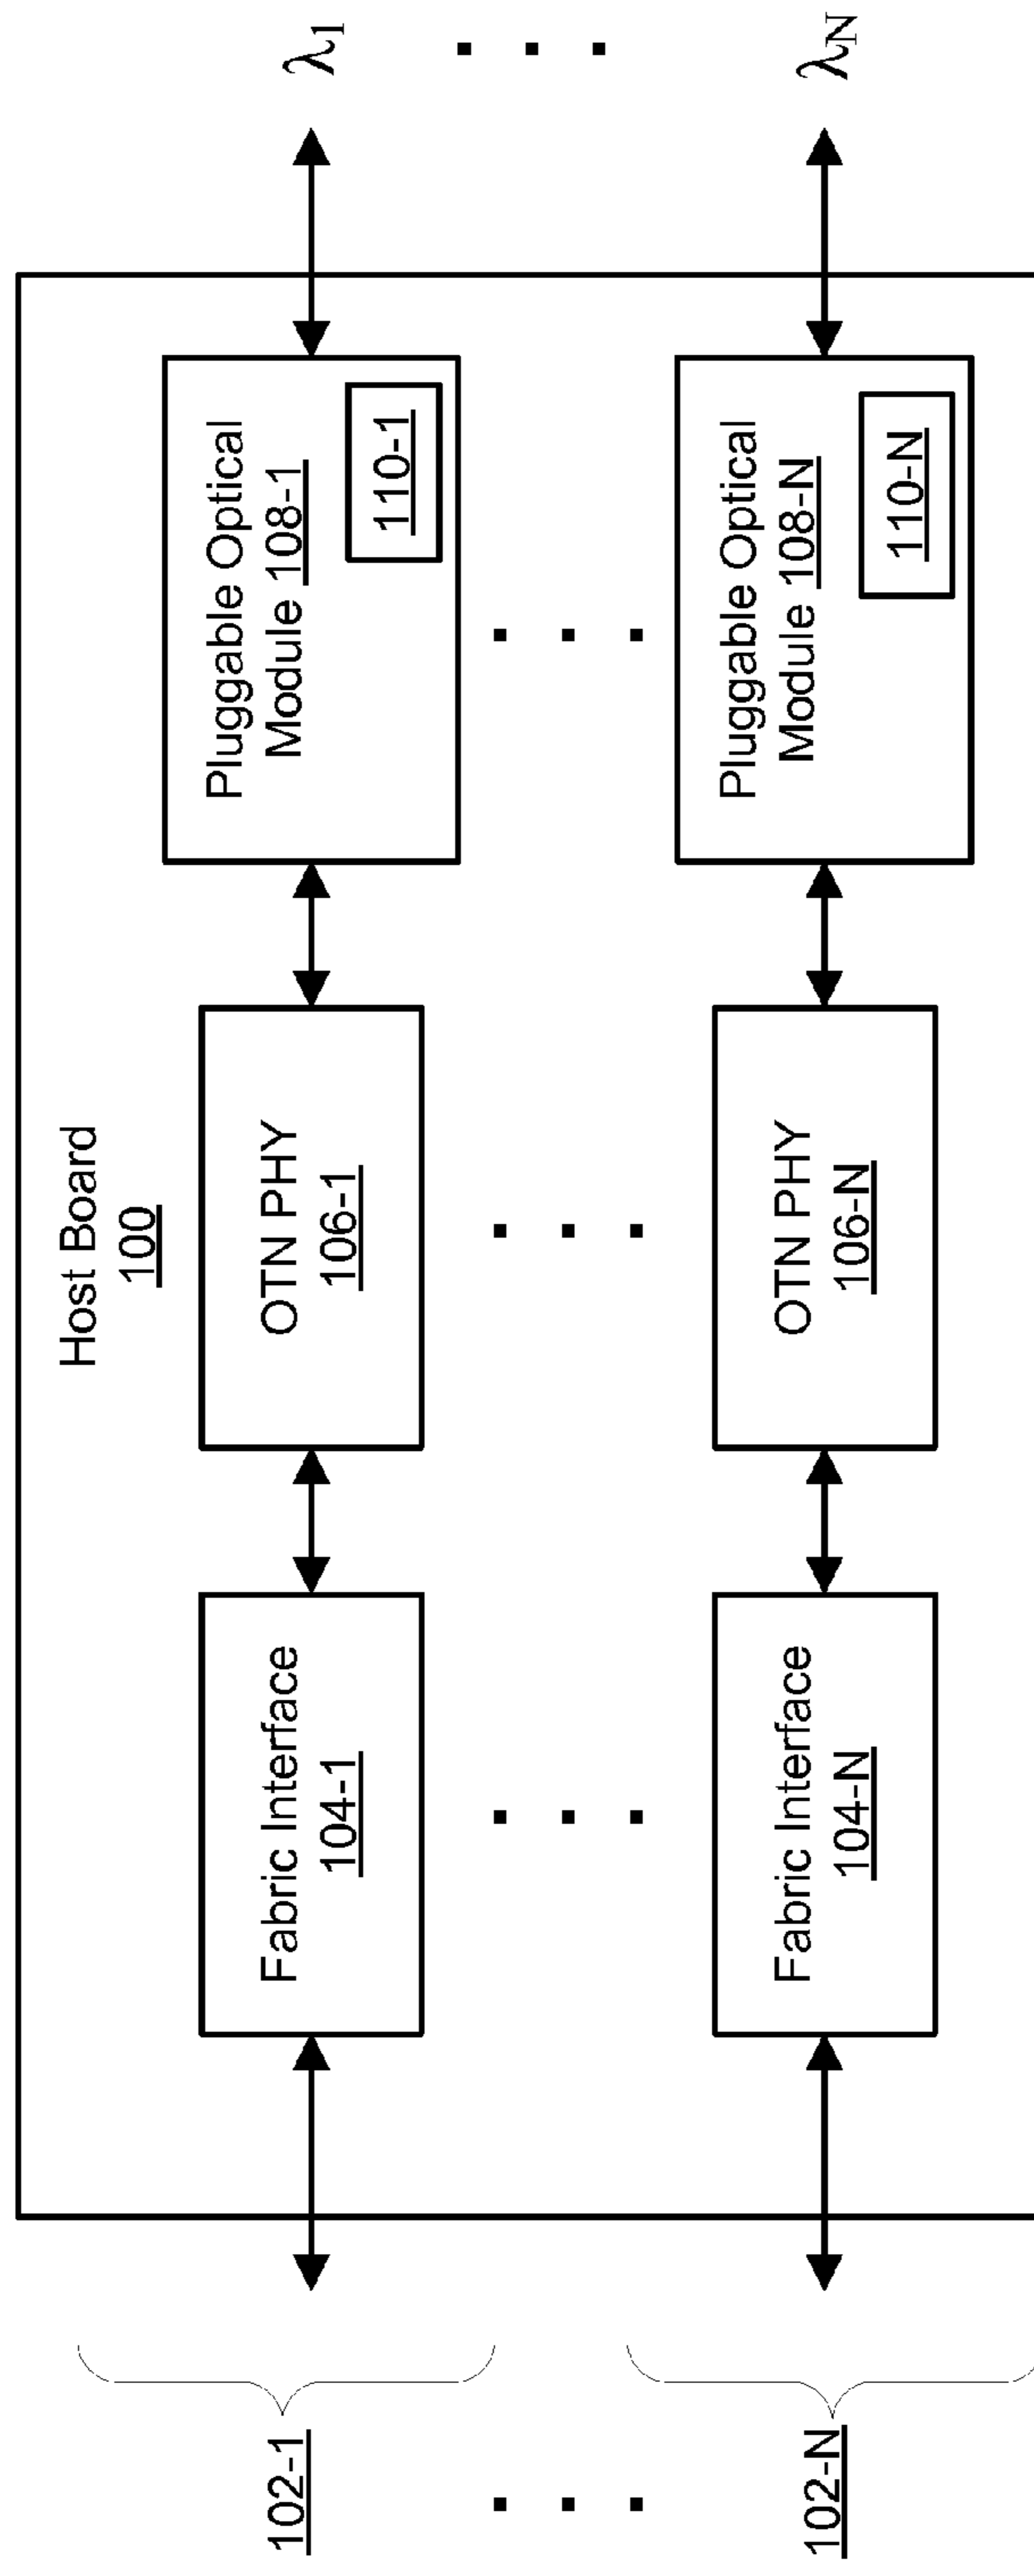 Host Board
100
102-1
Fabric Interface
104-1
OTN PHY
106-1
Pluggable Optical
Module 108-1
110-1
λ1
102-N
Fabric Interface
104-N
OTN PHY
106-N
Pluggable Optical
Module 108-N
110-N
λN